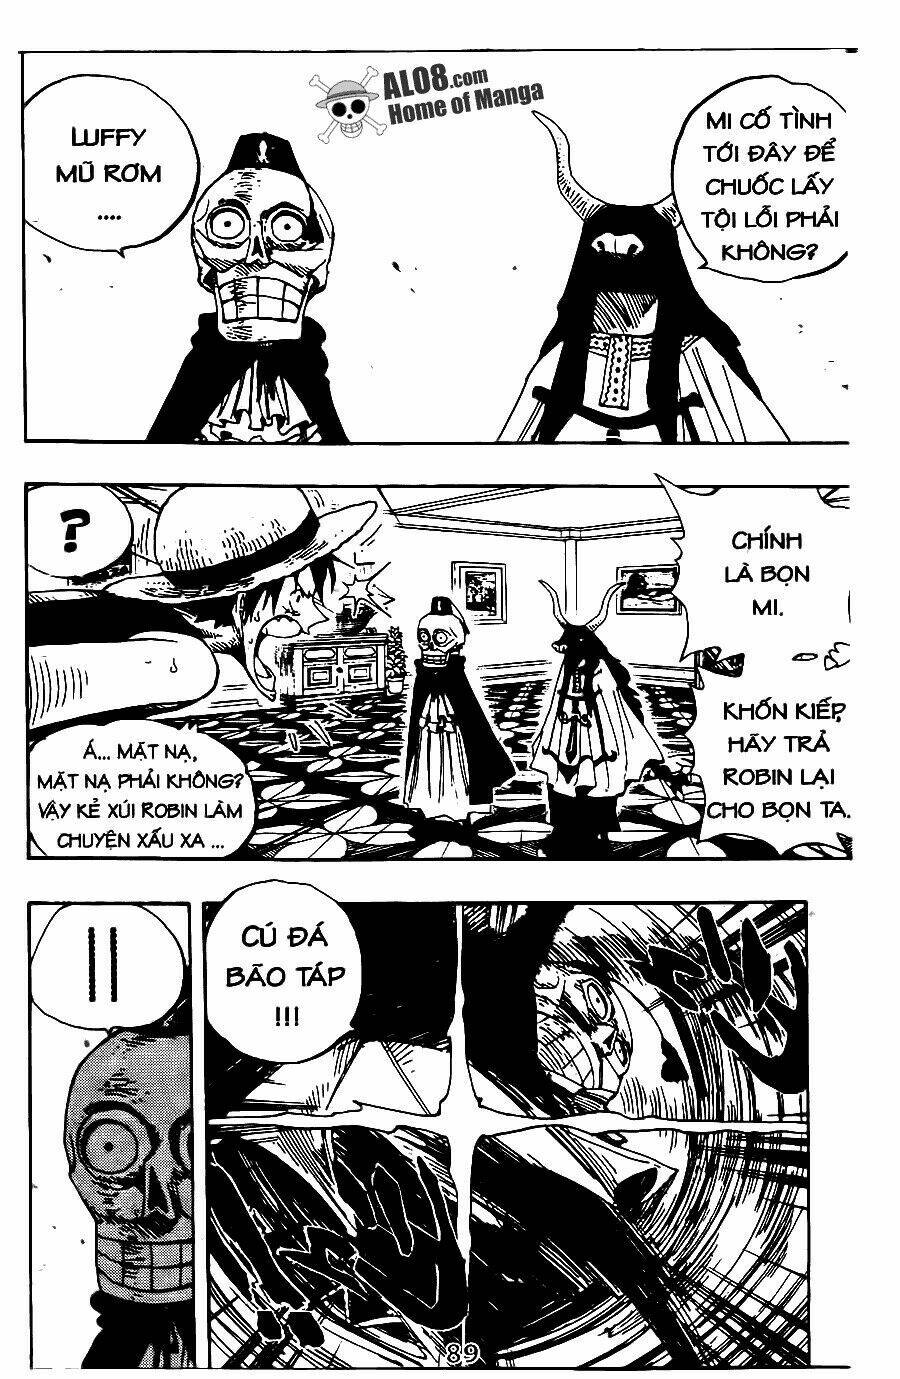 AL08.com
Home of Manga
LUFFY
MŨ RƠM
....
MI CỐ TÌNH
TỚI ĐÂY ĐỂ
CHUỐC LẤY
TỘI LỖI PHẢI
KHÔNG?
?
CHÍNH
LÀ BỌN
MI.
KHỐN KIẾP,
HÃY TRẢ
ROBIN LẠI
CHO BỌN TA.
Á... MẶT NẠ,
MẶT NẠ PHẢI KHÔNG?
VẬY KẺ XÚI ROBIN LÀM
CHUYỆN XẤU XA ...
CÚ ĐÁ
BÃO TÁP
!!!
89